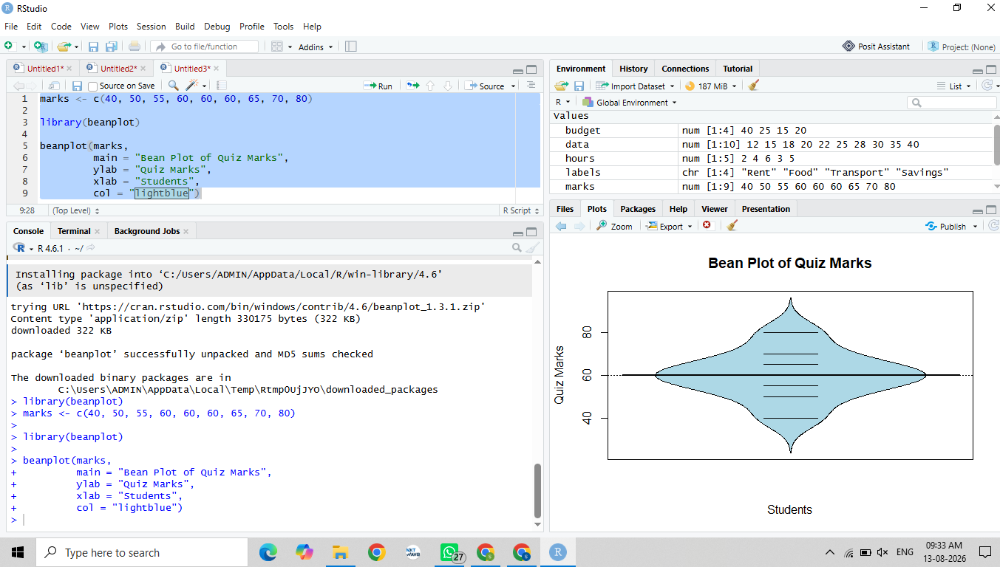 RStudio
File Edit Code View Plots Session Build Debug Profile Tools Help
Go to file/function Addins Posit Assistant Project: (None)
Untitled1* Untitled2* Untitled3*
Source on Save Run Source
1 marks <- c(40, 50, 55, 60, 60, 60, 65, 70, 80)
2
3 library(beanplot)
4
5 beanplot(marks,
6 main = "Bean Plot of Quiz Marks",
7 ylab = "Quiz Marks",
8 xlab = "Students",
9 col = "lightblue")
9:28 (Top Level) R Script
Console Terminal Background Jobs
R 4.6.1 · ~/
Installing package into ‘C:/Users/ADMIN/AppData/Local/R/win-library/4.6’
(as ‘lib’ is unspecified)
trying URL 'https://cran.rstudio.com/bin/windows/contrib/4.6/beanplot_1.3.1.zip'
Content type 'application/zip' length 330175 bytes (322 KB)
downloaded 322 KB
package ‘beanplot’ successfully unpacked and MD5 sums checked
The downloaded binary packages are in
C:\Users\ADMIN\AppData\Local\Temp\RtmpOUjJYO\downloaded_packages
> library(beanplot)
> marks <- c(40, 50, 55, 60, 60, 60, 65, 70, 80)
>
> library(beanplot)
>
> beanplot(marks,
+ main = "Bean Plot of Quiz Marks",
+ ylab = "Quiz Marks",
+ xlab = "Students",
+ col = "lightblue")
>
Environment History Connections Tutorial
Import Dataset 187 MiB List
R Global Environment
Values
budget num [1:4] 40 25 15 20
data num [1:10] 12 15 18 20 22 25 28 30 35 40
hours num [1:5] 2 4 6 3 5
labels chr [1:4] "Rent" "Food" "Transport" "Savings"
marks num [1:9] 40 50 55 60 60 60 65 70 80
Files Plots Packages Help Viewer Presentation
Zoom Export Publish
Bean Plot of Quiz Marks
Quiz Marks
80
60
40
Students
Type here to search
NXT WAVE
27
ENG
09:33 AM
13-08-2026